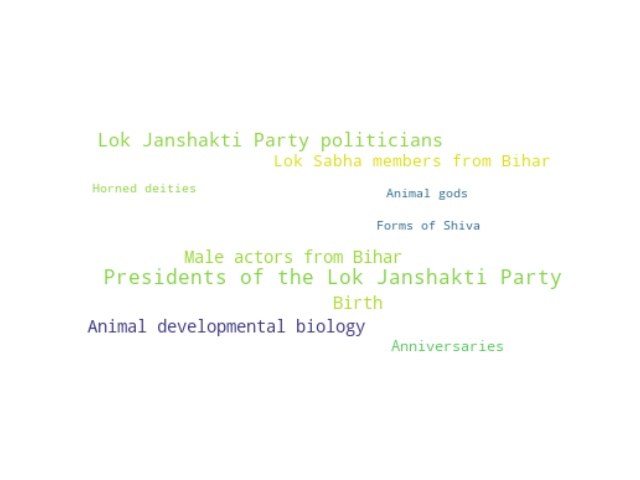 Lok Janshakti Party politicians
Lok Sabha members from Bihar
Horned deities
Animal gods
Forms of Shiva
Male actors from Bihar
Presidents of the Lok Janshakti Party
Birth
Animal developmental biology
Anniversaries